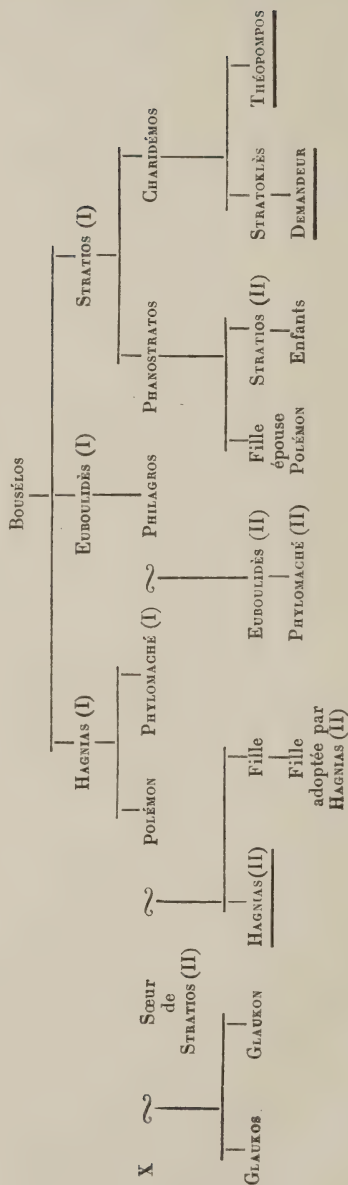 BOUSÉLOS
HAGNIAS (I) EUBOULIDÈS (I) STRATIOS (I)
POLÉMON PHYLOMACHÉ (I) PHILAGROS PHANOSTRATOS CHARIDÉMOS
X Sœur
de
STRATIOS (II)
GLAUKOS. GLAUKON
HAGNIAS (II) Fille
Fille
adoptée par
HAGNIAS (II)
EUBOULIDÈS (II)
PHYLOMACHÉ (II)
Fille
épouse
POLÉMON
STRATIOS (II)
Enfants
STRATOKLÈS THÉOPOMPOS
DEMANDEUR